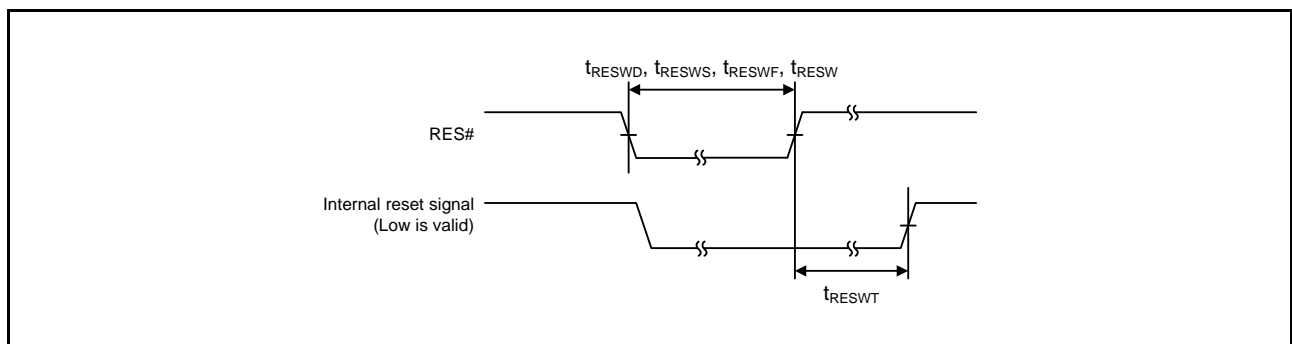 tRESWD, tRESWS, tRESWF, tRESW
RES#
Internal reset signal
(Low is valid)
tRESWT